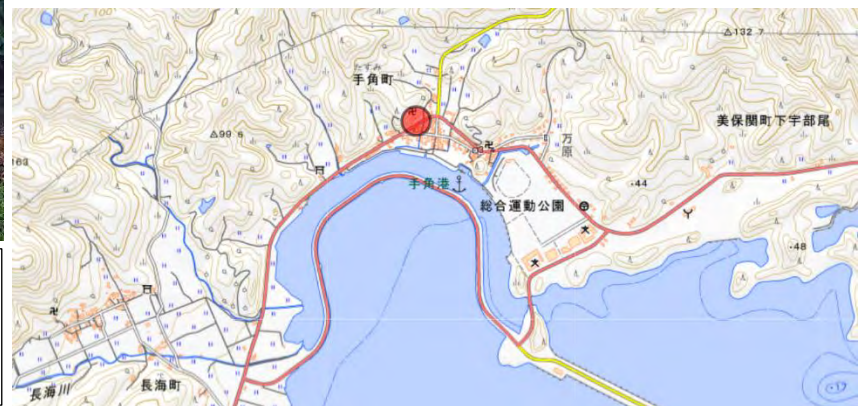 △132.7
たすみ
手角町
美保関町下宇部尾
△99.6
163
万原
・44
手角港
総合運動公園
・48
長海町
長海川